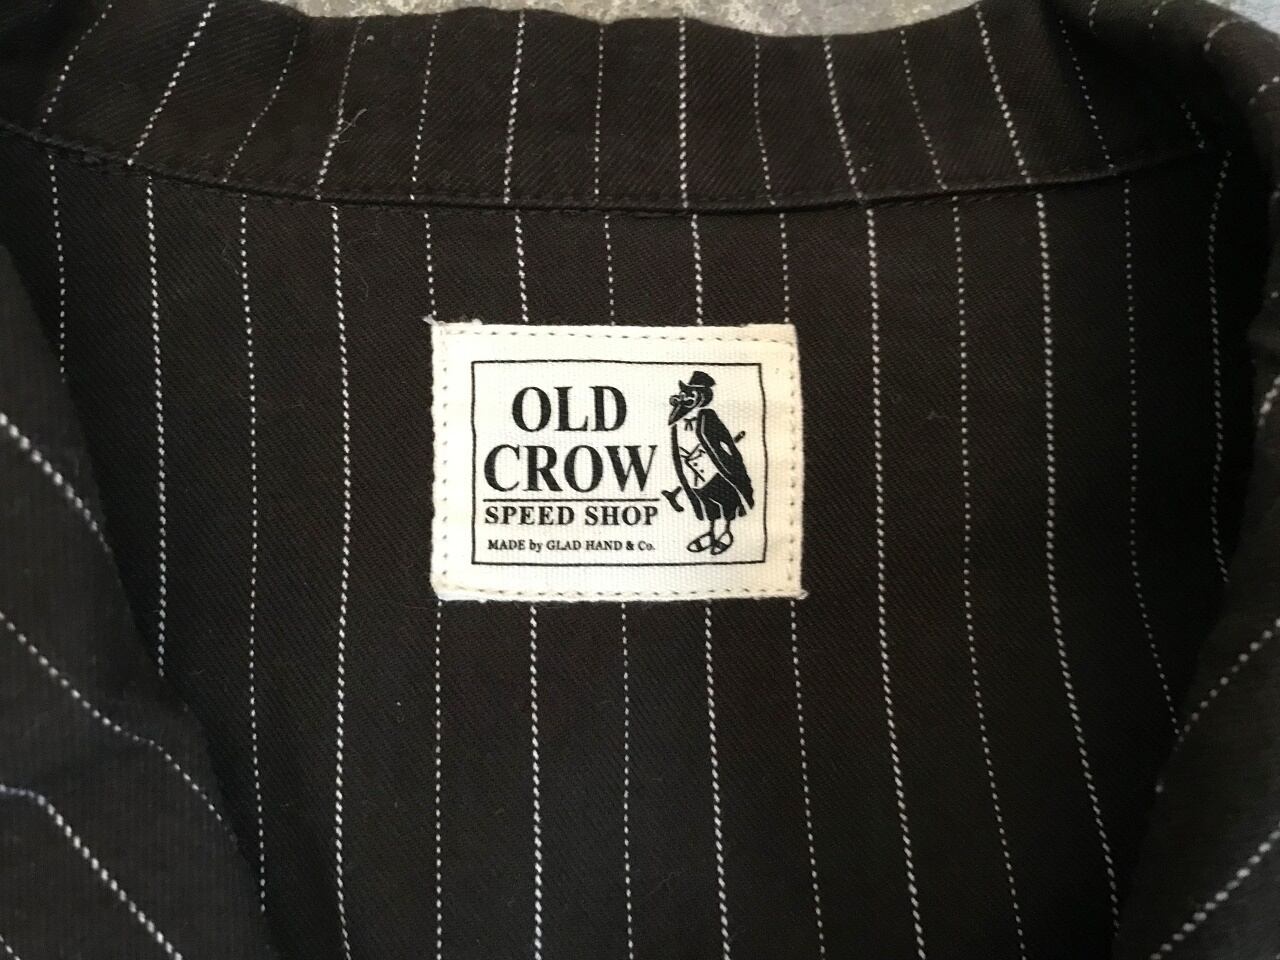 OLD
CROW
SPEED SHOP
MADE by GLAD HAND & Co.